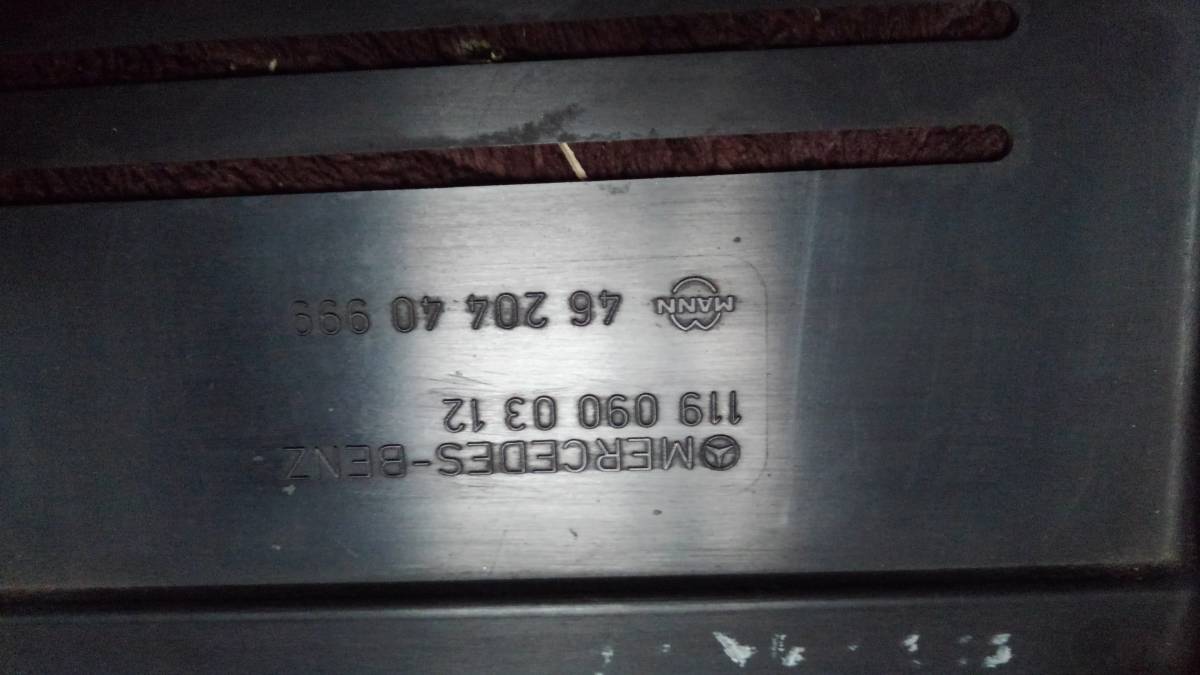 MERCEDES-BENZ
119 090 03 12
MANN 46 204 40 999